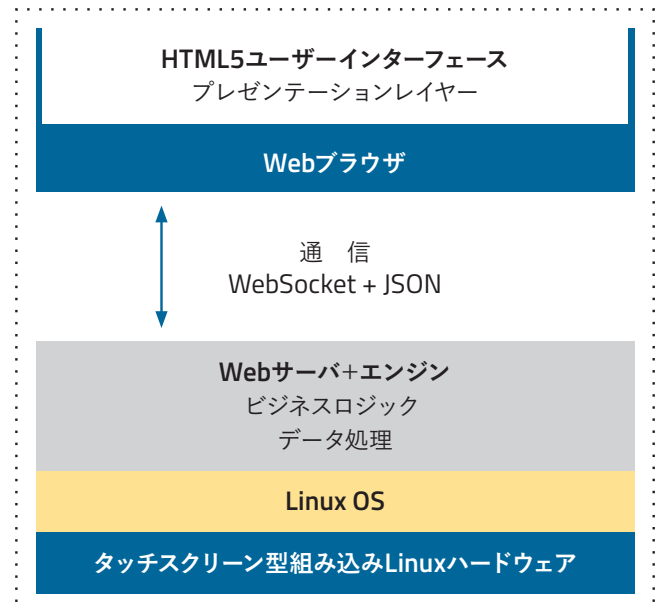 HTML5ユーザーインターフェース
プレゼンテーションレイヤー
Webブラウザ
通　信
WebSocket + JSON
Webサーバ+エンジン
ビジネスロジック
データ処理
Linux OS
タッチスクリーン型組み込みLinuxハードウェア